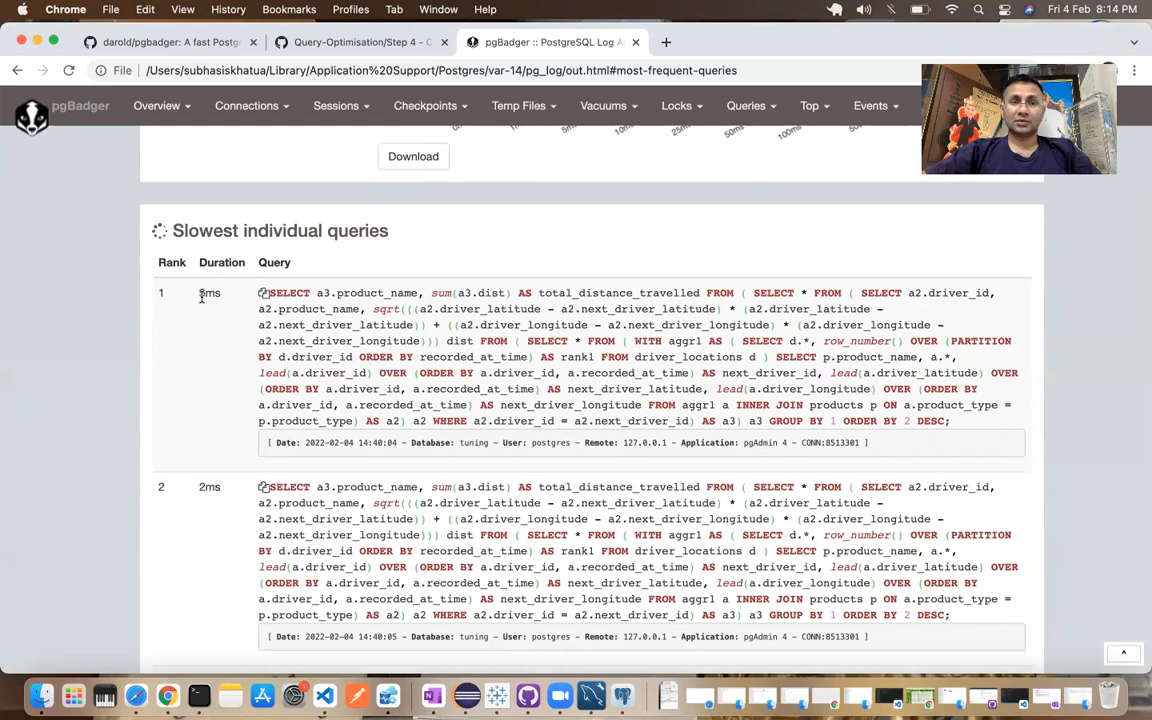 Chrome File Edit View History Bookmarks Profiles Tab Window Help Fri 4 Feb 8:14 PM
darold/pgbadger: A fast Postgr Query-Optimisation/Step 4 - C pgBadger :: PostgreSQL Log A
File /Users/subhasiskhatua/Library/Application%20Support/Postgres/var-14/pg_log/out.html#most-frequent-queries
pgBadger Overview Connections Sessions Checkpoints Temp Files Vacuums Locks Queries Top Events
Download
Slowest individual queries
Rank Duration Query
1 SELECT a3.product_name, sum(a3.dist) AS total_distance_travelled FROM ( SELECT * FROM ( SELECT a2.driver_id,
a2.product_name, sqrt(((a2.driver_latitude -
a2.next_driver_latitude) * (a2.driver_latitude -
a2.next_driver_latitude)) + ((a2.driver_longitude - a2.next_driver_longitude) * (a2.driver_longitude -
a2.next_driver_longitude))) dist FROM ( SELECT * FROM ( WITH aggr1 AS ( SELECT d.*, row_number() OVER (PARTITION
BY d.driver_id ORDER BY recorded_at_time) AS rank1 FROM driver_locations d ) SELECT p.product_name, a.*,
lead(a.driver_id) OVER (ORDER BY a.driver_id, a.recorded_at_time) AS next_driver_id, lead(a.driver_latitude) OVER
(ORDER BY a.driver_id, a.recorded_at_time) AS next_driver_latitude, lead(a.driver_longitude) OVER (ORDER BY
a.driver_id, a.recorded_at_time) AS next_driver_longitude FROM aggr1 a INNER JOIN products p ON a.product_type =
p.product_type) AS a2) a2 WHERE a2.driver_id = a2.next_driver_id) AS a3) a3 GROUP BY 1 ORDER BY 2 DESC;
[ Date: 2022-02-04 14:40:04 - Database: tuning - User: postgres - Remote: 127.0.0.1 - Application: pgAdmin 4 - CONN:8513301 ]
2 2ms SELECT a3.product_name, sum(a3.dist) AS total_distance_travelled FROM ( SELECT * FROM ( SELECT a2.driver_id,
a2.product_name, sqrt(((a2.driver_latitude - a2.next_driver_latitude) * (a2.driver_latitude -
a2.next_driver_latitude)) + ((a2.driver_longitude - a2.next_driver_longitude) * (a2.driver_longitude -
a2.next_driver_longitude))) dist FROM ( SELECT * FROM ( WITH aggr1 AS ( SELECT d.*, row_number() OVER (PARTITION
BY d.driver_id ORDER BY recorded_at_time) AS rank1 FROM driver_locations d ) SELECT p.product_name, a.*,
lead(a.driver_id) OVER (ORDER BY a.driver_id, a.recorded_at_time) AS next_driver_id, lead(a.driver_latitude) OVER
(ORDER BY a.driver_id, a.recorded_at_time) AS next_driver_latitude, lead(a.driver_longitude) OVER (ORDER BY
a.driver_id, a.recorded_at_time) AS next_driver_longitude FROM aggr1 a INNER JOIN products p ON a.product_type =
p.product_type) AS a2) a2 WHERE a2.driver_id = a2.next_driver_id) AS a3) a3 GROUP BY 1 ORDER BY 2 DESC;
[ Date: 2022-02-04 14:40:05 - Database: tuning - User: postgres - Remote: 127.0.0.1 - Application: pgAdmin 4 - CONN:8513301 ]